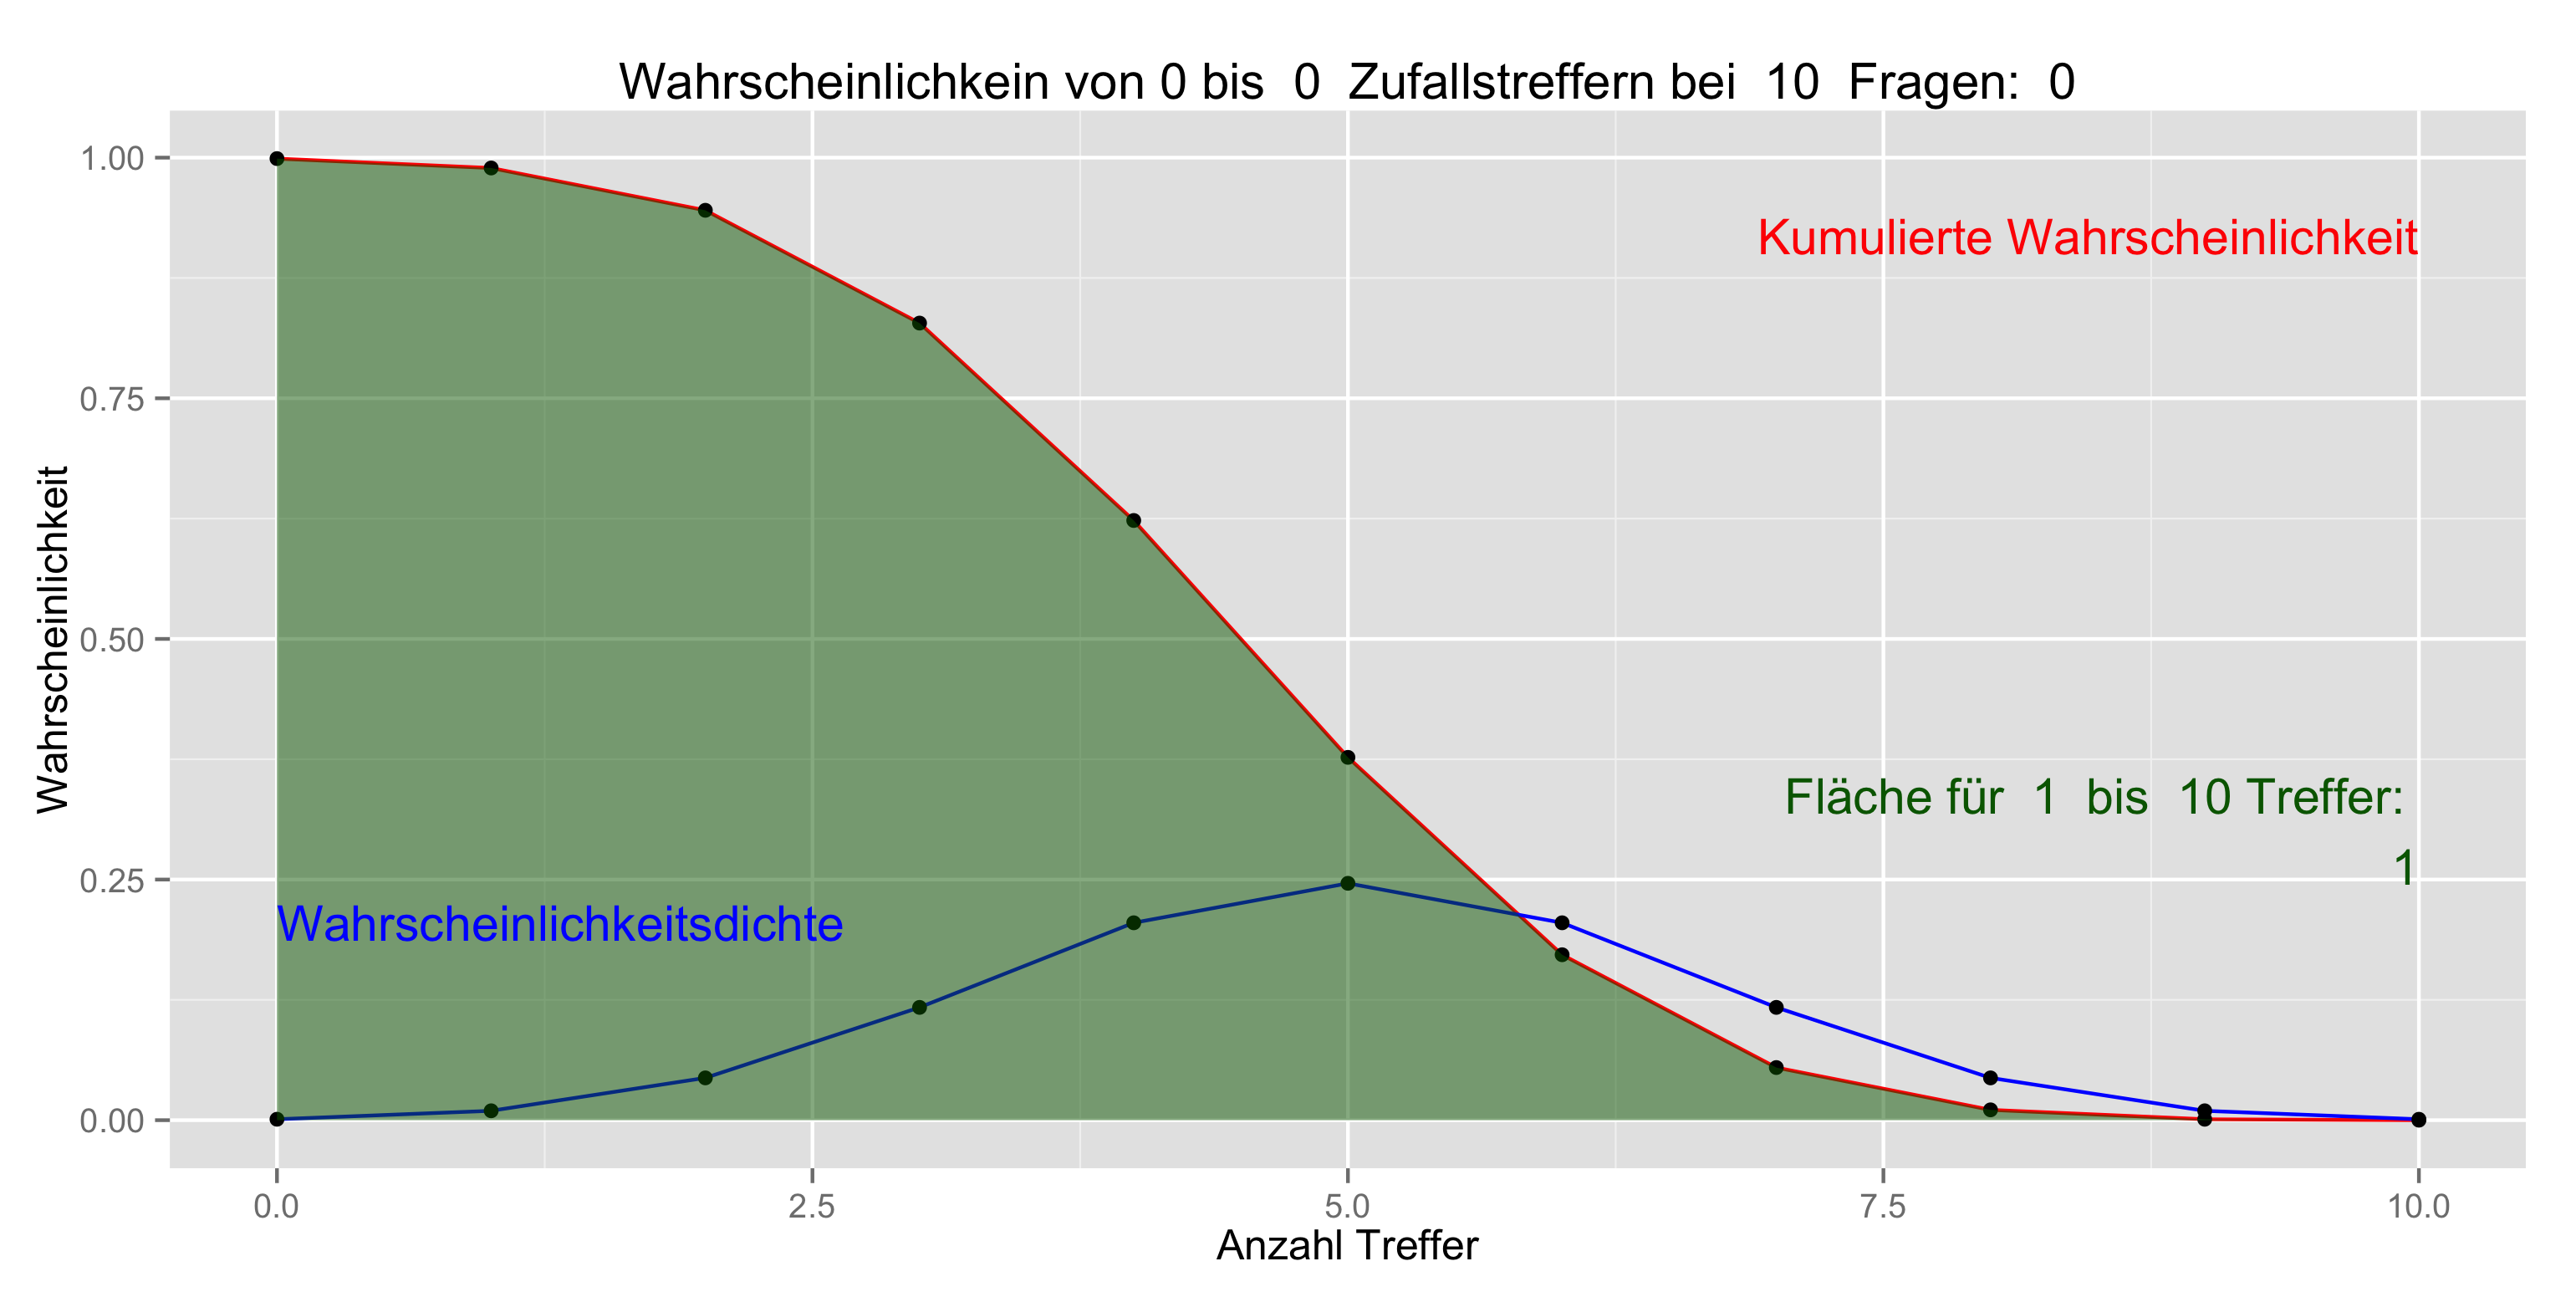 Wahrscheinlichkein von 0 bis  0  Zufallstreffern bei  10  Fragen:  0
1.00
Kumulierte Wahrscheinlichkeit
0.75
Wahrscheinlichkeit
0.50
Fläche für  1  bis  10 Treffer:
1
0.25
Wahrscheinlichkeitsdichte
0.00
0.0 2.5 5.0 7.5 10.0
Anzahl Treffer